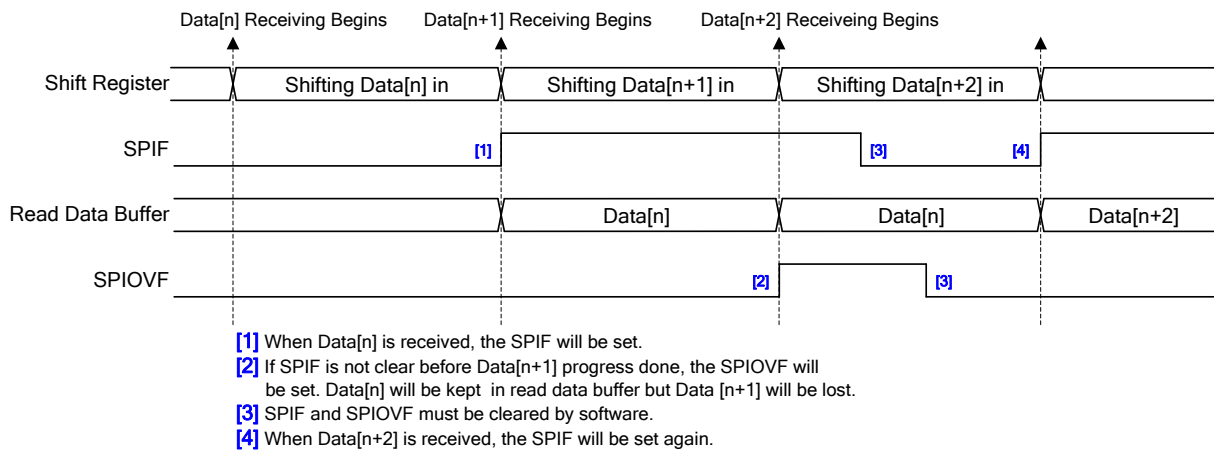 Data[n] Receiving Begins Data[n+1] Receiving Begins Data[n+2] Receiveing Begins
Shift Register Shifting Data[n] in Shifting Data[n+1] in Shifting Data[n+2] in
SPIF [1] [3] [4]
Read Data Buffer Data[n] Data[n] Data[n+2]
SPIOVF [2] [3]
[1] When Data[n] is received, the SPIF will be set.
[2] If SPIF is not clear before Data[n+1] progress done, the SPIOVF will
be set. Data[n] will be kept in read data buffer but Data [n+1] will be lost.
[3] SPIF and SPIOVF must be cleared by software.
[4] When Data[n+2] is received, the SPIF will be set again.